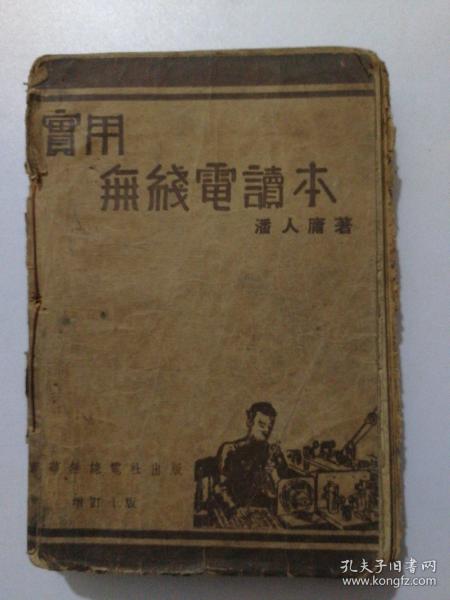 實用
無綫電讀本
潘人庸著
華無綫電社出版
增訂 版
孔夫子旧书网
www.kongfz.com